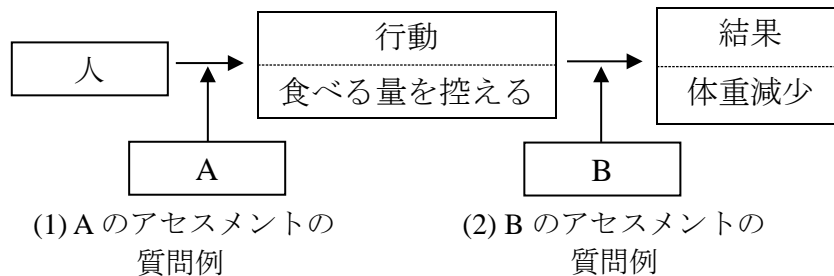 人
行動
食べる量を控える
結果
体重減少
A
B
(1) A のアセスメントの
質問例
(2) B のアセスメントの
質問例